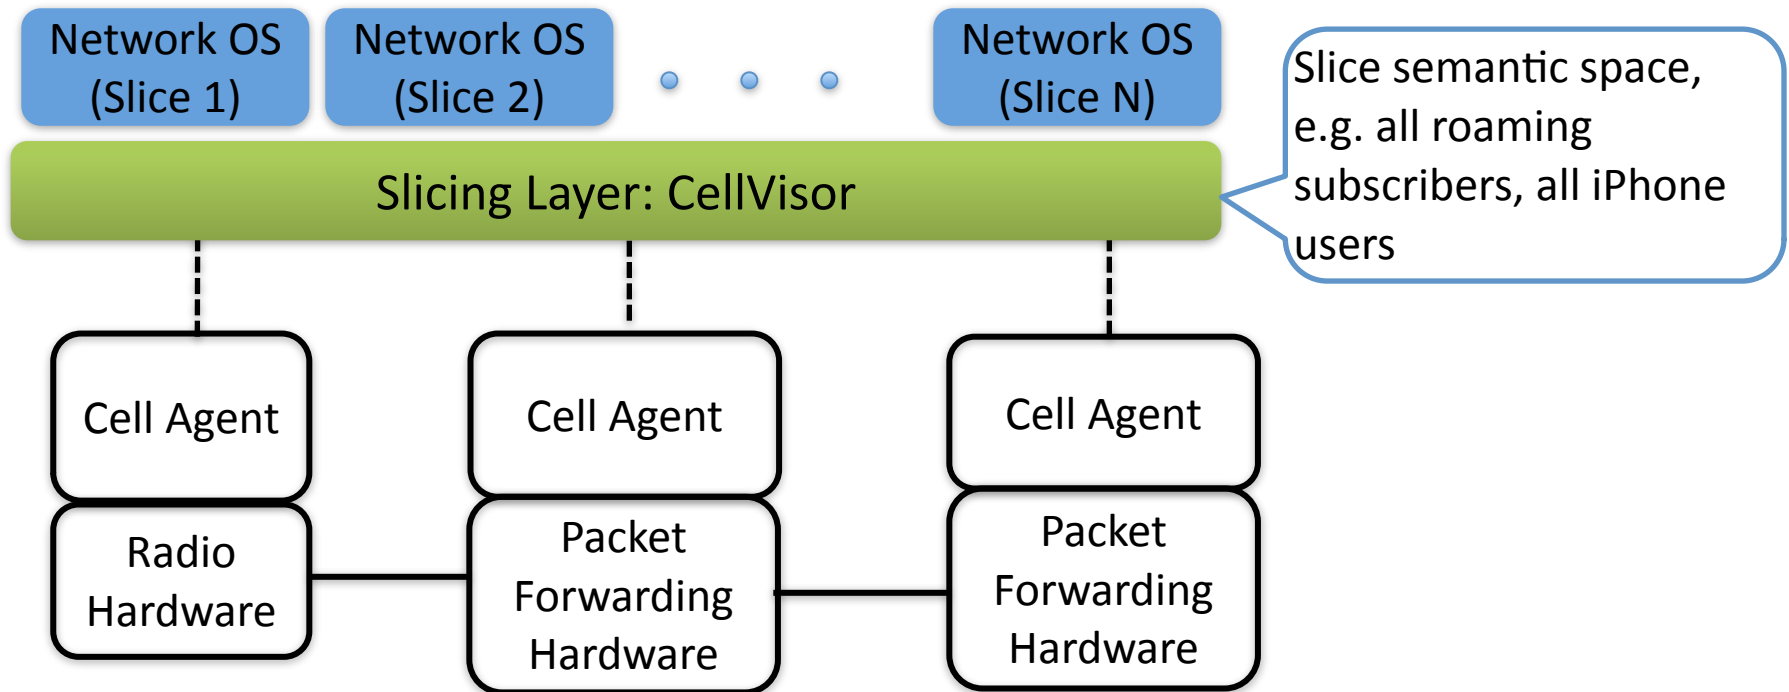 Network OS
(Slice 1)
Network OS
(Slice 2)
Network OS
(Slice N)
Slice semantic space,
e.g. all roaming
subscribers, all iPhone
users
Slicing Layer: CellVisor
Cell Agent
Cell Agent
Cell Agent
Radio
Hardware
Packet
Forwarding
Hardware
Packet
Forwarding
Hardware